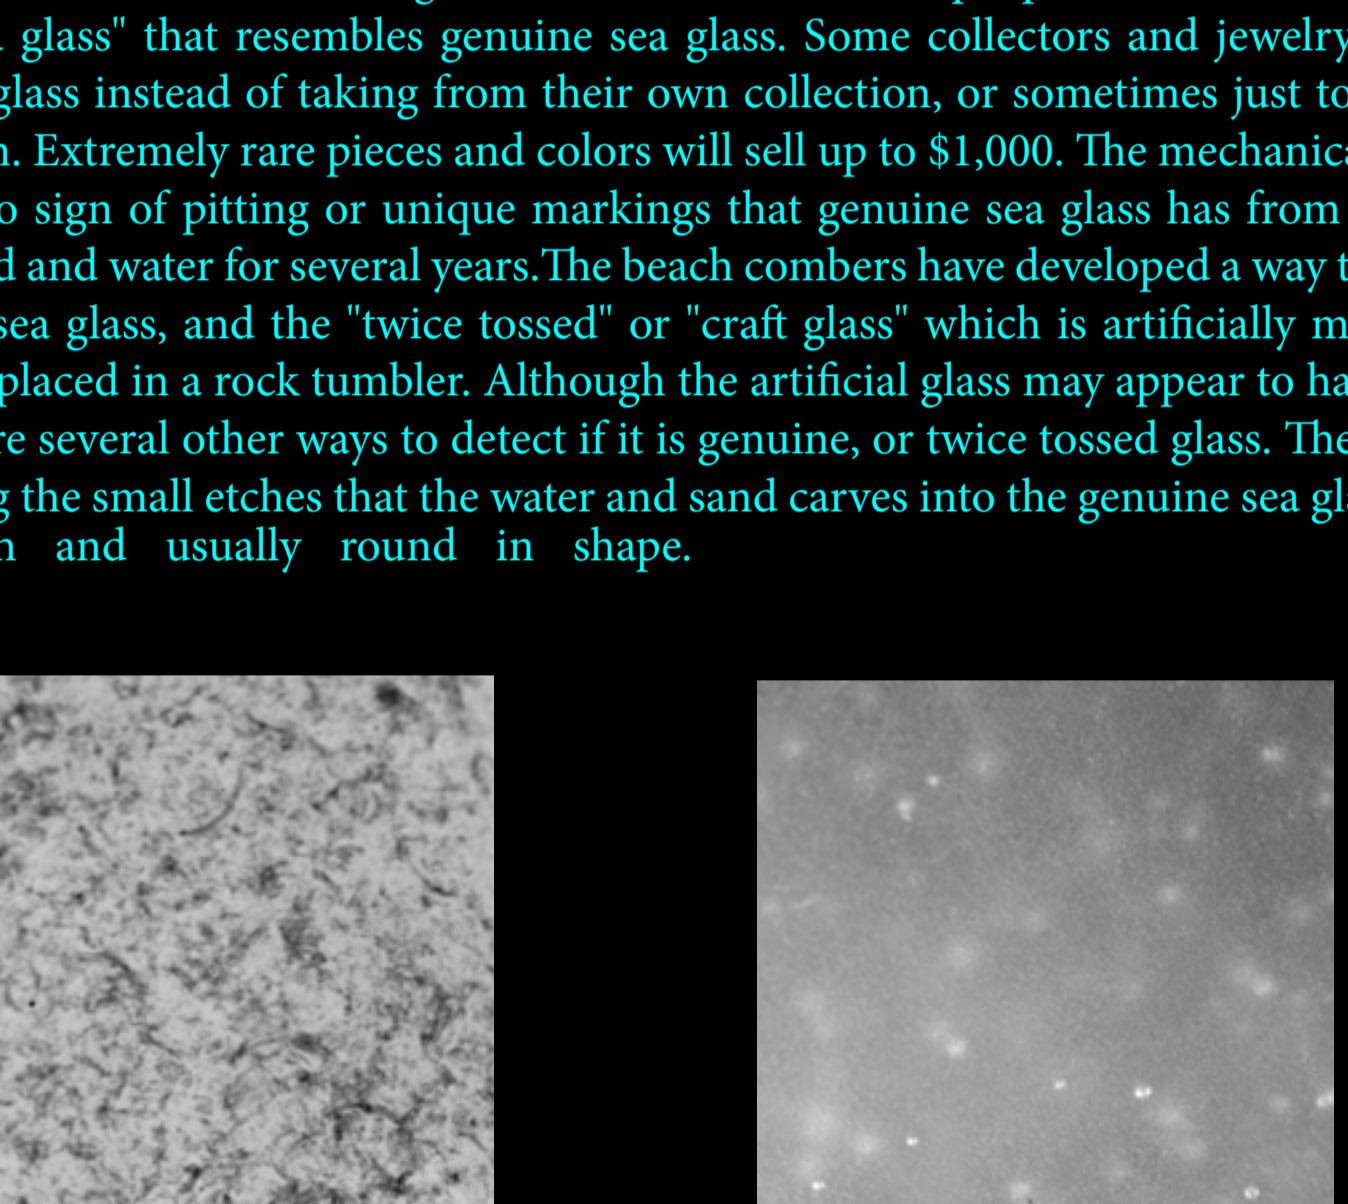 glass" that resembles genuine sea glass. Some collectors and jewelry
glass instead of taking from their own collection, or sometimes just to
. Extremely rare pieces and colors will sell up to $1,000. The
sign of pitting or unique markings that genuine sea glass has from
and water for several years.The beach combers have developed a way
sea glass, and the "twice tossed" or "craft glass" which is artificially
placed in a rock tumbler. Although the artificial glass may appear to
several other ways to detect if it is genuine, or twice tossed glass. The
the small etches that the water and sand carves into the genuine sea
and usually round in shape.